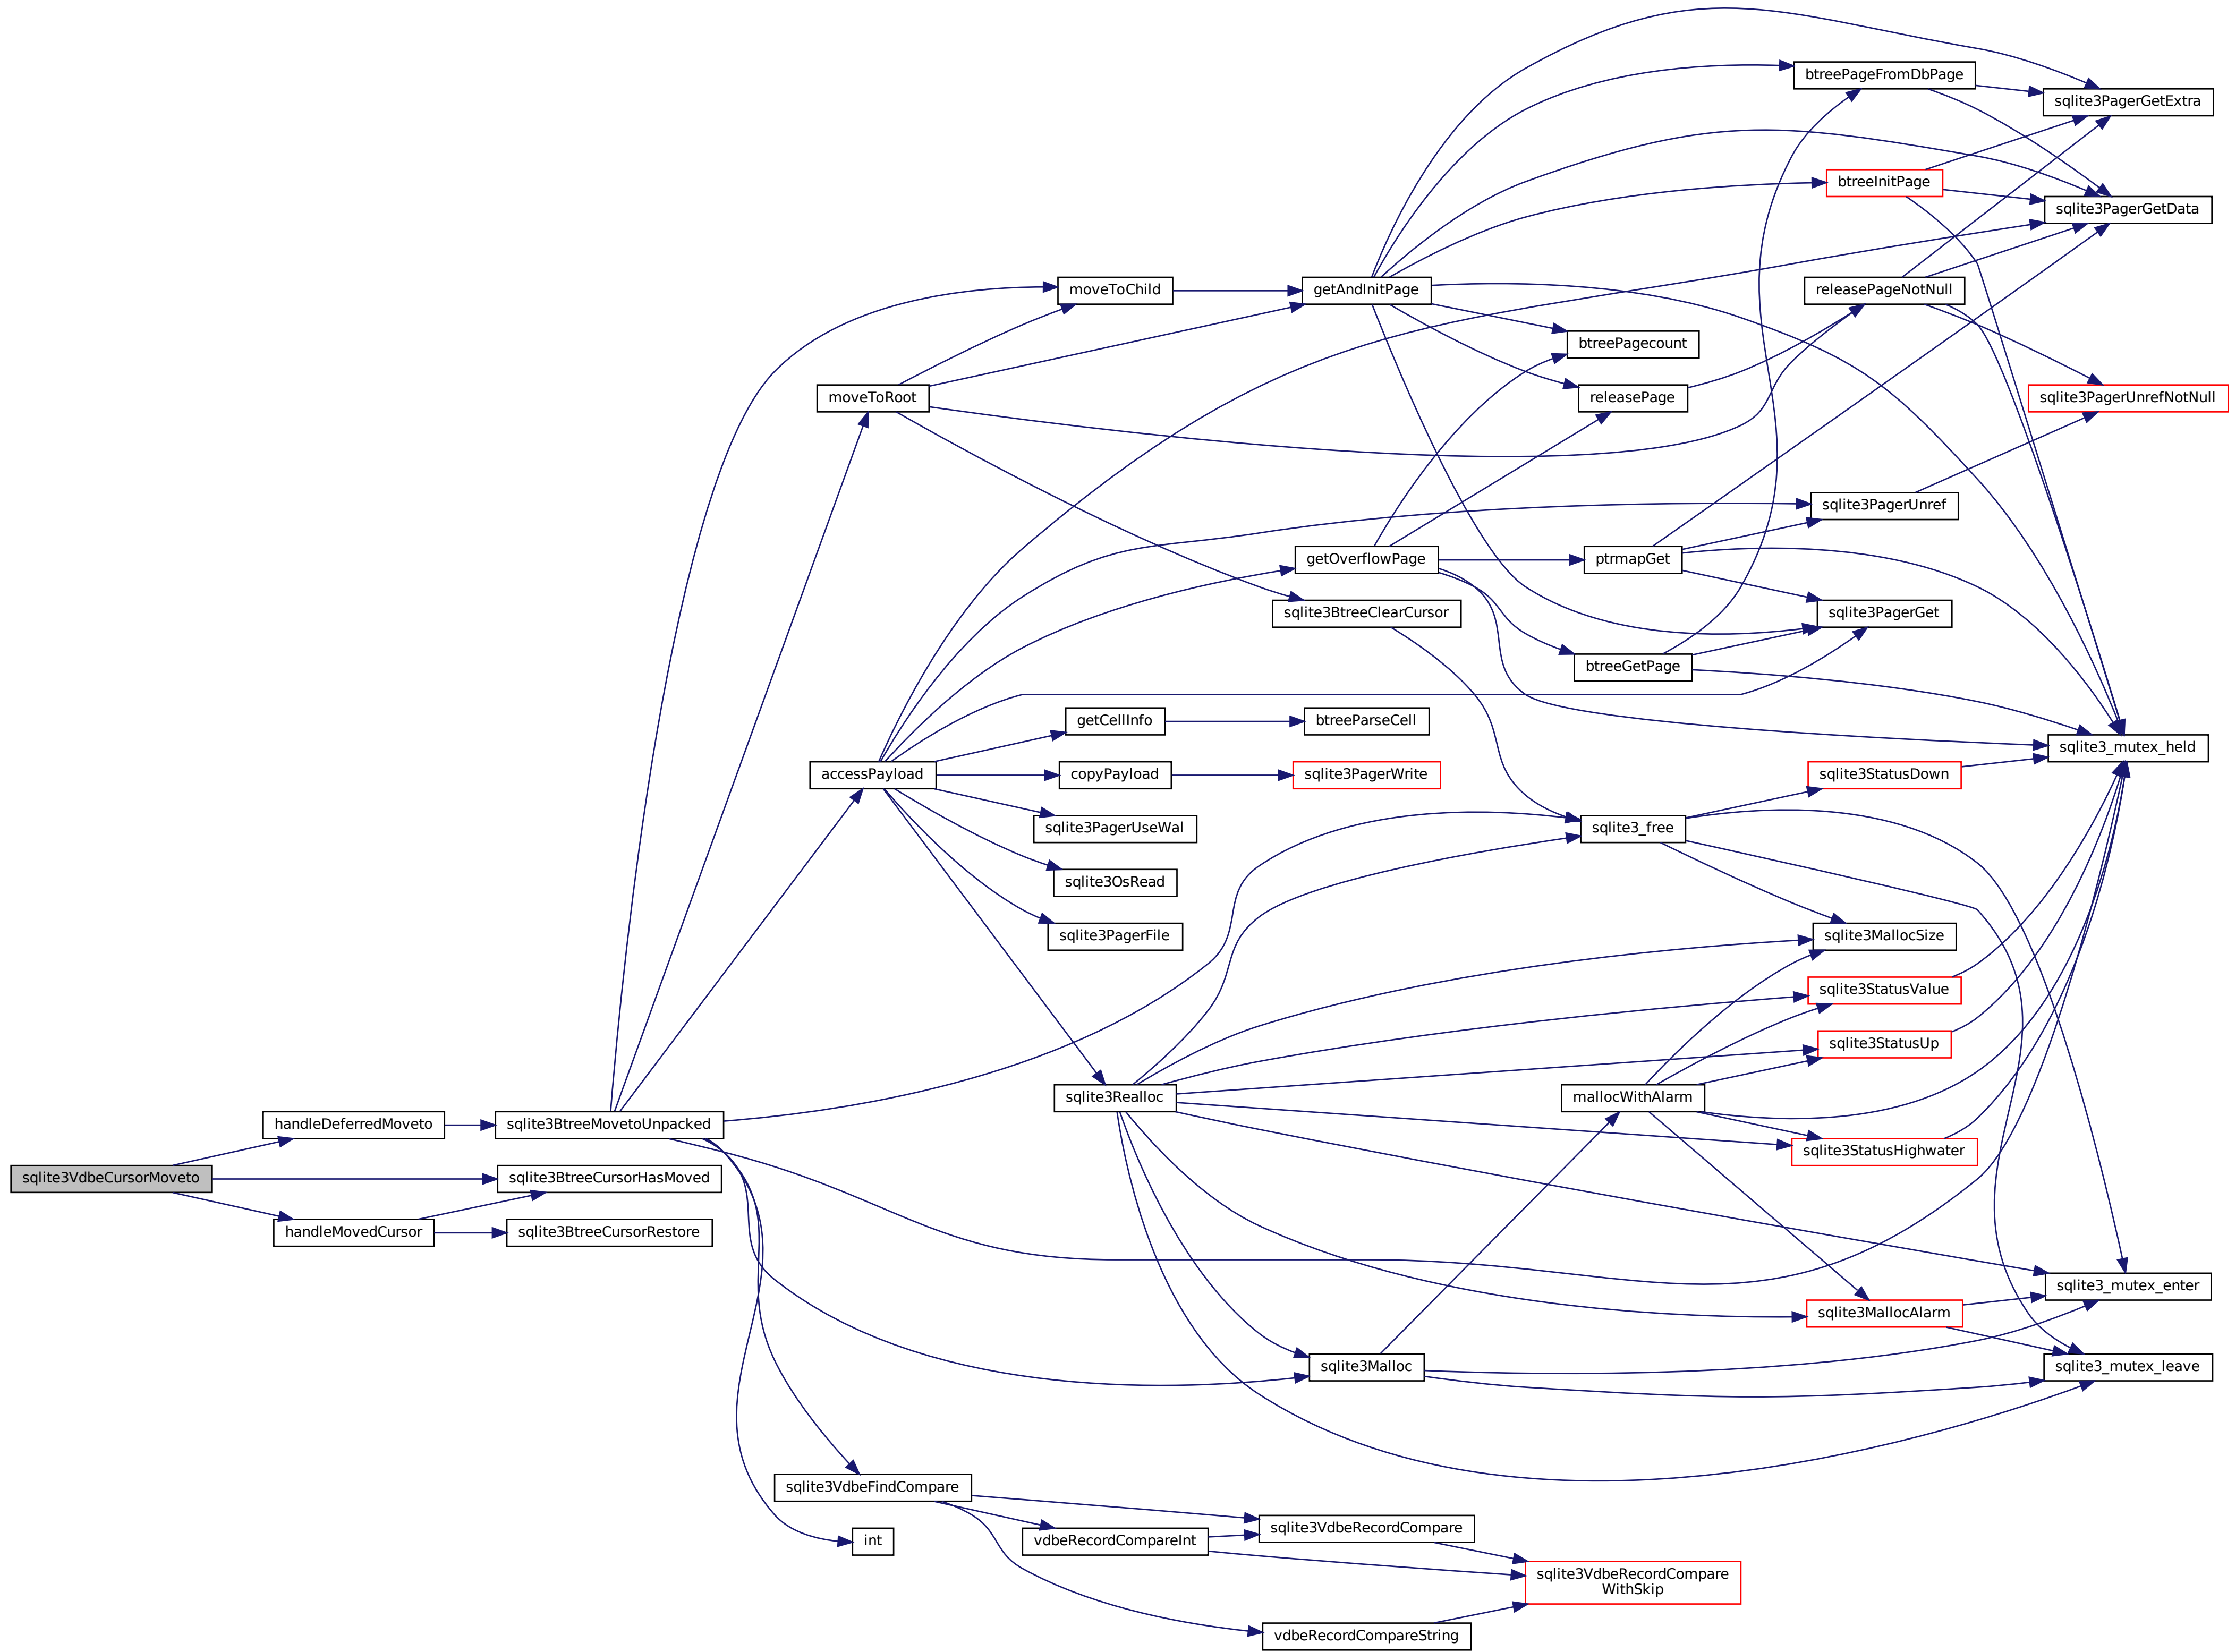 btreePageFromDbPage
sqlite3PagerGetExtra
btreeInitPage
sqlite3PagerGetData
moveToChild
getAndInitPage
releasePageNotNull
btreePagecount
moveToRoot
releasePage
sqlite3PagerUnrefNotNull
sqlite3PagerUnref
getOverflowPage
ptrmapGet
sqlite3BtreeClearCursor
sqlite3PagerGet
btreeGetPage
getCellInfo
btreeParseCell
sqlite3_mutex_held
accessPayload
copyPayload
sqlite3PagerWrite
sqlite3StatusDown
sqlite3PagerUseWal
sqlite3_free
sqlite3OsRead
sqlite3PagerFile
sqlite3MallocSize
sqlite3StatusValue
sqlite3StatusUp
sqlite3Realloc
mallocWithAlarm
handleDeferredMoveto
sqlite3BtreeMovetoUnpacked
sqlite3StatusHighwater
sqlite3VdbeCursorMoveto
sqlite3BtreeCursorHasMoved
handleMovedCursor
sqlite3BtreeCursorRestore
sqlite3_mutex_enter
sqlite3MallocAlarm
sqlite3Malloc
sqlite3_mutex_leave
sqlite3VdbeFindCompare
sqlite3VdbeRecordCompare
int
vdbeRecordCompareInt
sqlite3VdbeRecordCompare
WithSkip
vdbeRecordCompareString